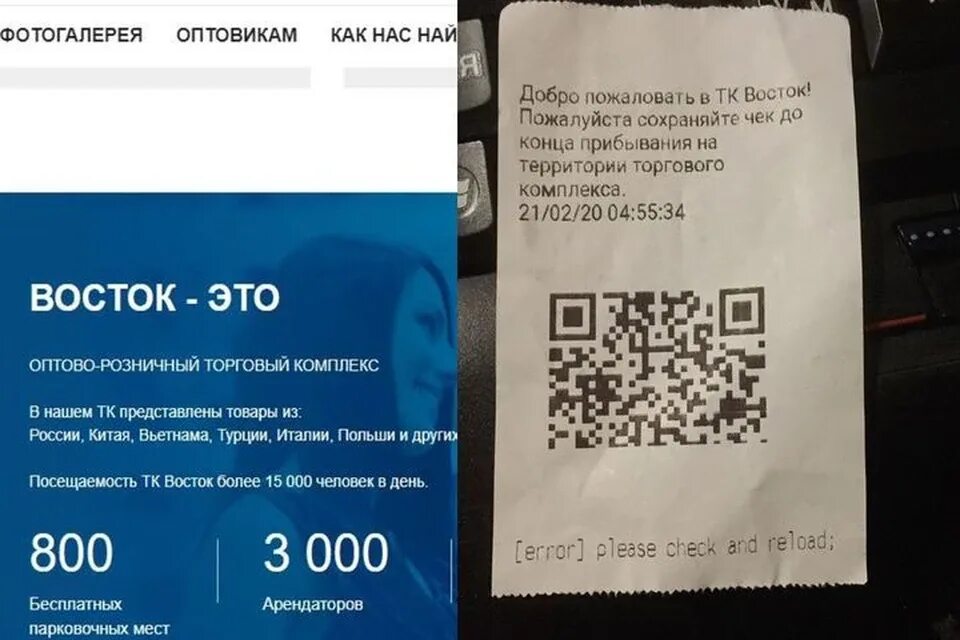 ФОТОГАЛЕРЕЯ ОПТОВИКАМ КАК НАС НАЙ
ВОСТОК - ЭТО
ОПТОВО-РОЗНИЧНЫЙ ТОРГОВЫЙ КОМПЛЕКС
В нашем ТК представлены товары из:
России, Китая, Вьетнама, Турции, Италии, Польши и других
Посещаемость ТК Восток более 15 000 человек в день.
800 3 000
Бесплатных Арендаторов
парковочных мест
Добро пожаловать в ТК Восток!
Пожалуйста сохраняйте чек до
конца прибывания на
территории торгового
комплекса.
21/02/20 04:55:34
[error] please check and reload;
Я